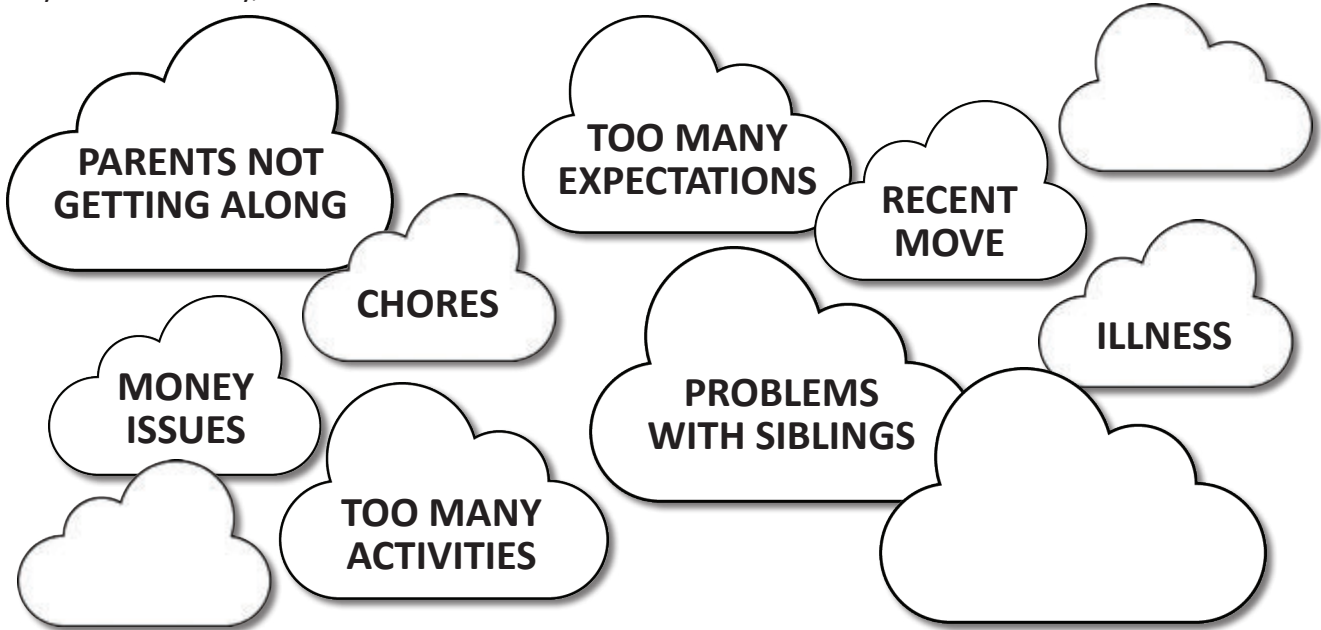 PARENTS NOT
GETTING ALONG
TOO MANY
EXPECTATIONS
RECENT
MOVE
CHORES
ILLNESS
MONEY
ISSUES
PROBLEMS
WITH SIBLINGS
TOO MANY
ACTIVITIES